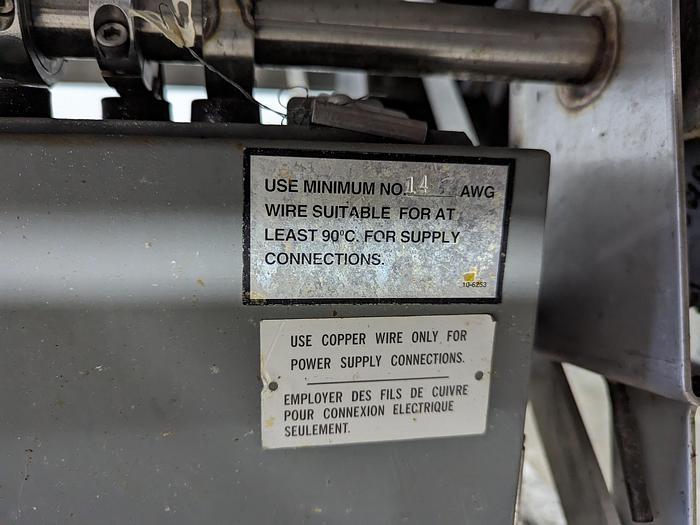 USE MINIMUM NO. 14 AWG
WIRE SUITABLE FOR AT
LEAST 90°C. FOR SUPPLY
CONNECTIONS.
10-6253
USE COPPER WIRE ONLY FOR
POWER SUPPLY CONNECTIONS.
EMPLOYER DES FILS DE CUIVRE
POUR CONNEXION ELECTRIQUE
SEULEMENT.